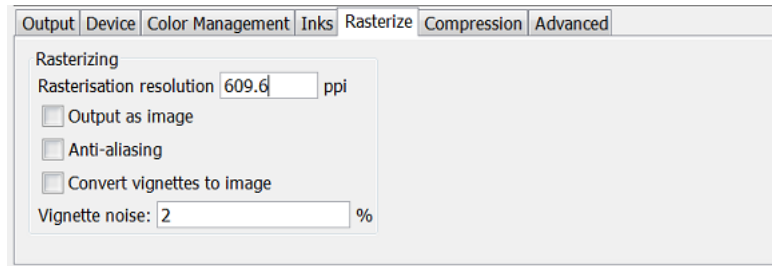 Output Device Color Management Inks Rasterize Compression Advanced
Rasterizing
Rasterisation resolution 609.6 ppi
Output as image
Anti-aliasing
Convert vignettes to image
Vignette noise: 2 %